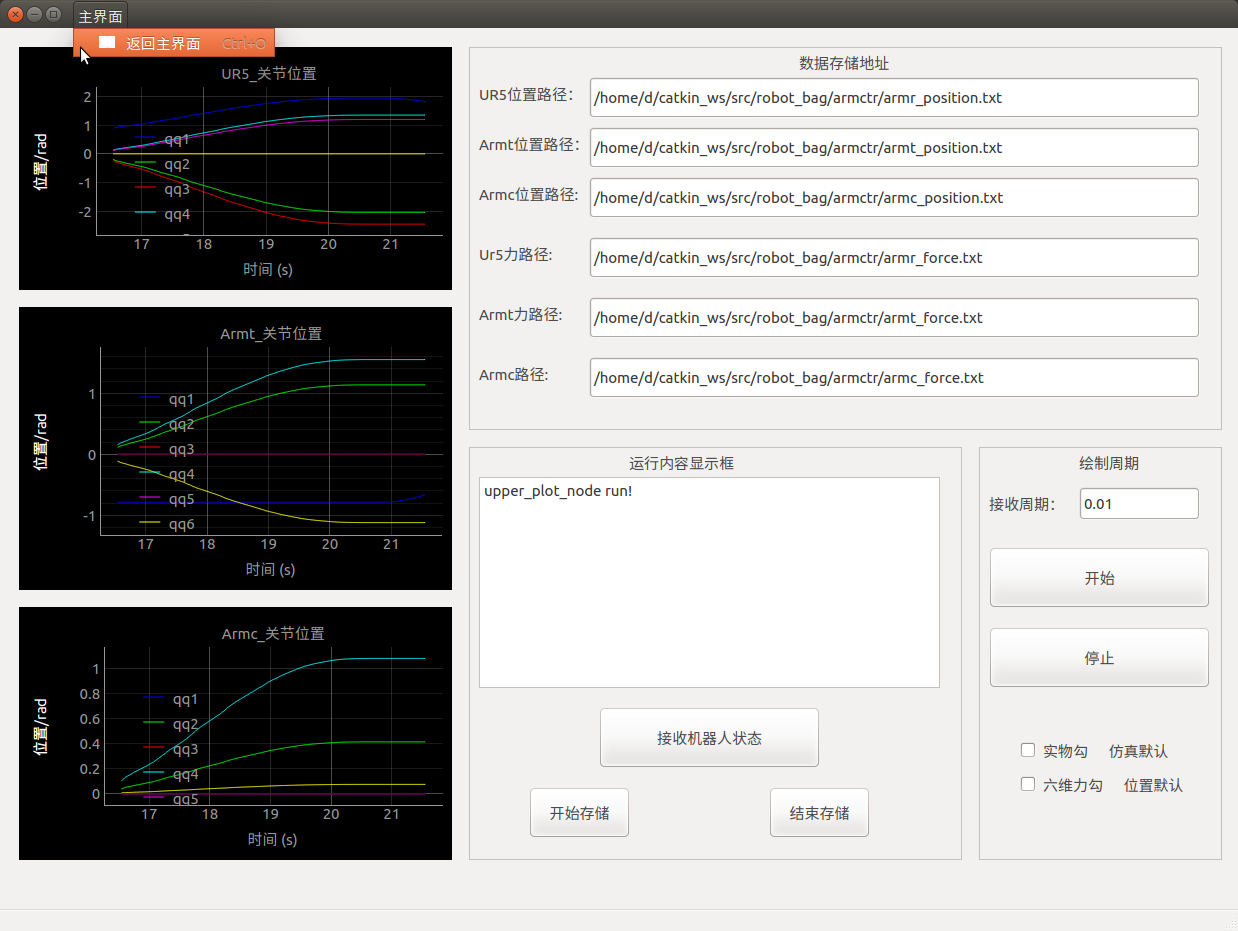 主界面
返回主界面 Ctrl+O
UR5_关节位置
位置/rad
2
1
0
-1
-2
qq1
qq2
qq3
qq4
17 18 19 20 21
时间 (s)
Armt_关节位置
位置/rad
1
0
-1
qq1
qq2
qq3
qq4
qq5
qq6
17 18 19 20 21
时间 (s)
Armc_关节位置
位置/rad
1
0.8
0.6
0.4
0.2
0
qq1
qq2
qq3
qq4
qq5
17 18 19 20 21
时间 (s)
数据存储地址
UR5位置路径： /home/d/catkin_ws/src/robot_bag/armctr/armr_position.txt
Armt位置路径： /home/d/catkin_ws/src/robot_bag/armctr/armt_position.txt
Armc位置路径: /home/d/catkin_ws/src/robot_bag/armctr/armc_position.txt
Ur5力路径: /home/d/catkin_ws/src/robot_bag/armctr/armr_force.txt
Armt力路径: /home/d/catkin_ws/src/robot_bag/armctr/armt_force.txt
Armc路径: /home/d/catkin_ws/src/robot_bag/armctr/armc_force.txt
运行内容显示框
upper_plot_node run!
接收机器人状态
开始存储 结束存储
绘制周期
接收周期： 0.01
开始
停止
实物勾 仿真默认
六维力勾 位置默认